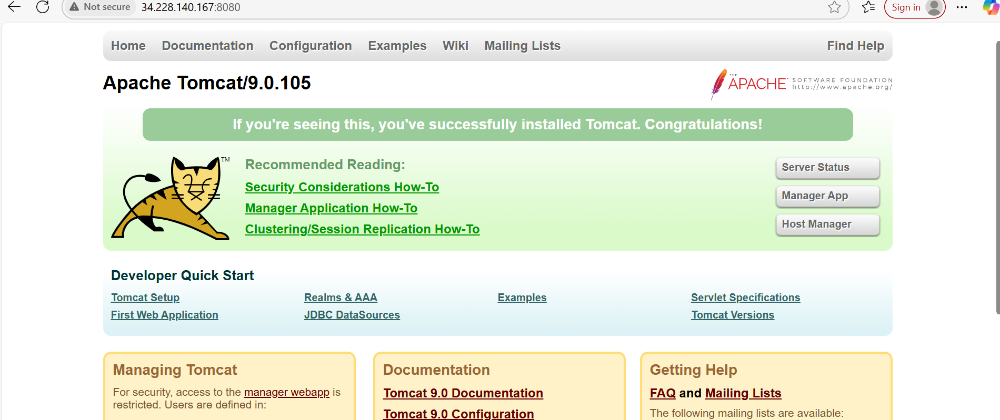 Not secure 34.228.140.167:8080 Sign in
Home Documentation Configuration Examples Wiki Mailing Lists Find Help
Apache Tomcat/9.0.105
THE APACHE SOFTWARE FOUNDATION
http://www.apache.org/
If you're seeing this, you've successfully installed Tomcat. Congratulations!
TM
Recommended Reading:
Security Considerations How-To
Manager Application How-To
Clustering/Session Replication How-To
Server Status
Manager App
Host Manager
Developer Quick Start
Tomcat Setup Realms & AAA Examples Servlet Specifications
First Web Application JDBC DataSources Tomcat Versions
Managing Tomcat
For security, access to the manager webapp is
restricted. Users are defined in:
Documentation
Tomcat 9.0 Documentation
Tomcat 9.0 Configuration
Getting Help
FAQ and Mailing Lists
The following mailing lists are available: